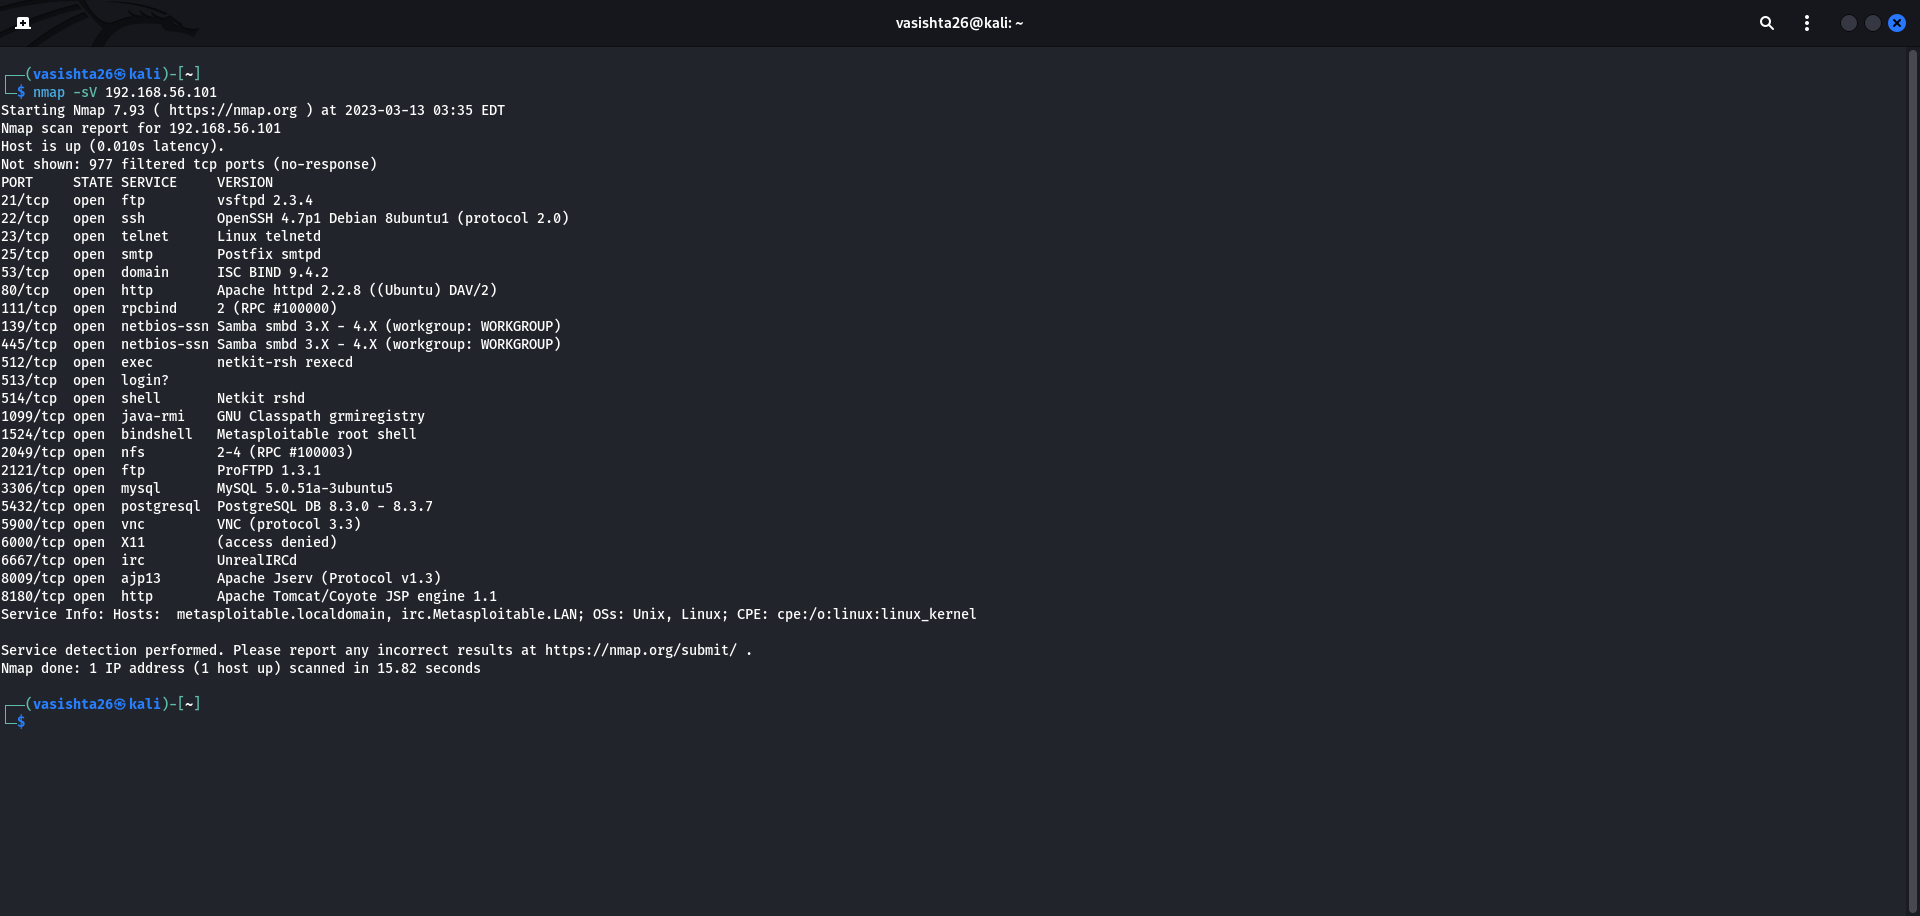 vasishta26@kali: ~
┌──(vasishta26㉿kali)-[~]
└─$ nmap -sV 192.168.56.101
Starting Nmap 7.93 ( https://nmap.org ) at 2023-03-13 03:35 EDT
Nmap scan report for 192.168.56.101
Host is up (0.010s latency).
Not shown: 977 filtered tcp ports (no-response)
PORT     STATE SERVICE     VERSION
21/tcp   open  ftp         vsftpd 2.3.4
22/tcp   open  ssh         OpenSSH 4.7p1 Debian 8ubuntu1 (protocol 2.0)
23/tcp   open  telnet      Linux telnetd
25/tcp   open  smtp        Postfix smtpd
53/tcp   open  domain      ISC BIND 9.4.2
80/tcp   open  http        Apache httpd 2.2.8 ((Ubuntu) DAV/2)
111/tcp  open  rpcbind     2 (RPC #100000)
139/tcp  open  netbios-ssn Samba smbd 3.X - 4.X (workgroup: WORKGROUP)
445/tcp  open  netbios-ssn Samba smbd 3.X - 4.X (workgroup: WORKGROUP)
512/tcp  open  exec        netkit-rsh rexecd
513/tcp  open  login?
514/tcp  open  shell       Netkit rshd
1099/tcp open  java-rmi    GNU Classpath grmiregistry
1524/tcp open  bindshell   Metasploitable root shell
2049/tcp open  nfs         2-4 (RPC #100003)
2121/tcp open  ftp         ProFTPD 1.3.1
3306/tcp open  mysql       MySQL 5.0.51a-3ubuntu5
5432/tcp open  postgresql  PostgreSQL DB 8.3.0 - 8.3.7
5900/tcp open  vnc         VNC (protocol 3.3)
6000/tcp open  X11         (access denied)
6667/tcp open  irc         UnrealIRCd
8009/tcp open  ajp13       Apache Jserv (Protocol v1.3)
8180/tcp open  http        Apache Tomcat/Coyote JSP engine 1.1
Service Info: Hosts:  metasploitable.localdomain, irc.Metasploitable.LAN; OSs: Unix, Linux; CPE: cpe:/o:linux:linux_kernel
Service detection performed. Please report any incorrect results at https://nmap.org/submit/ .
Nmap done: 1 IP address (1 host up) scanned in 15.82 seconds
┌──(vasishta26㉿kali)-[~]
└─$